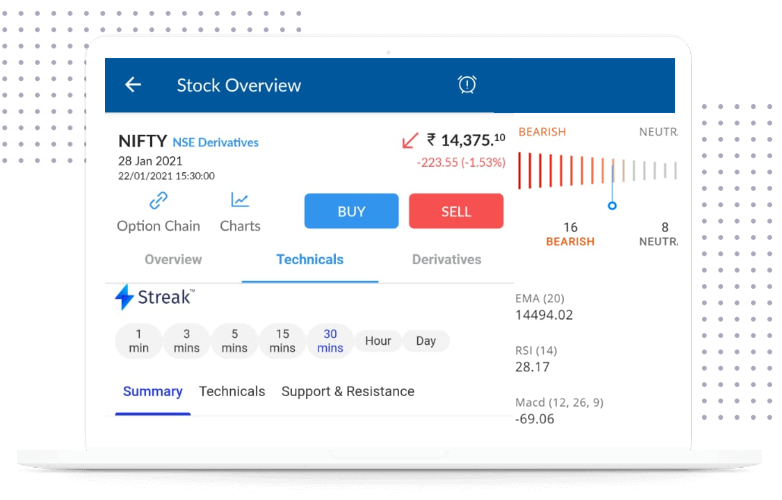 Stock Overview
NIFTY NSE Derivatives
₹ 14,375.10
28 Jan 2021
-223.55 (-1.53%)
22/01/2021 15:30:00
Option Chain
Charts
BUY
SELL
Overview
Technicals
Derivatives
Streak™
1
min
3
mins
5
mins
15
mins
30
mins
Hour
Day
Summary
Technicals
Support & Resistance
BEARISH
NEUTR
16
BEARISH
8
NEUTR
EMA (20)
14494.02
RSI (14)
28.17
Macd (12, 26, 9)
-69.06